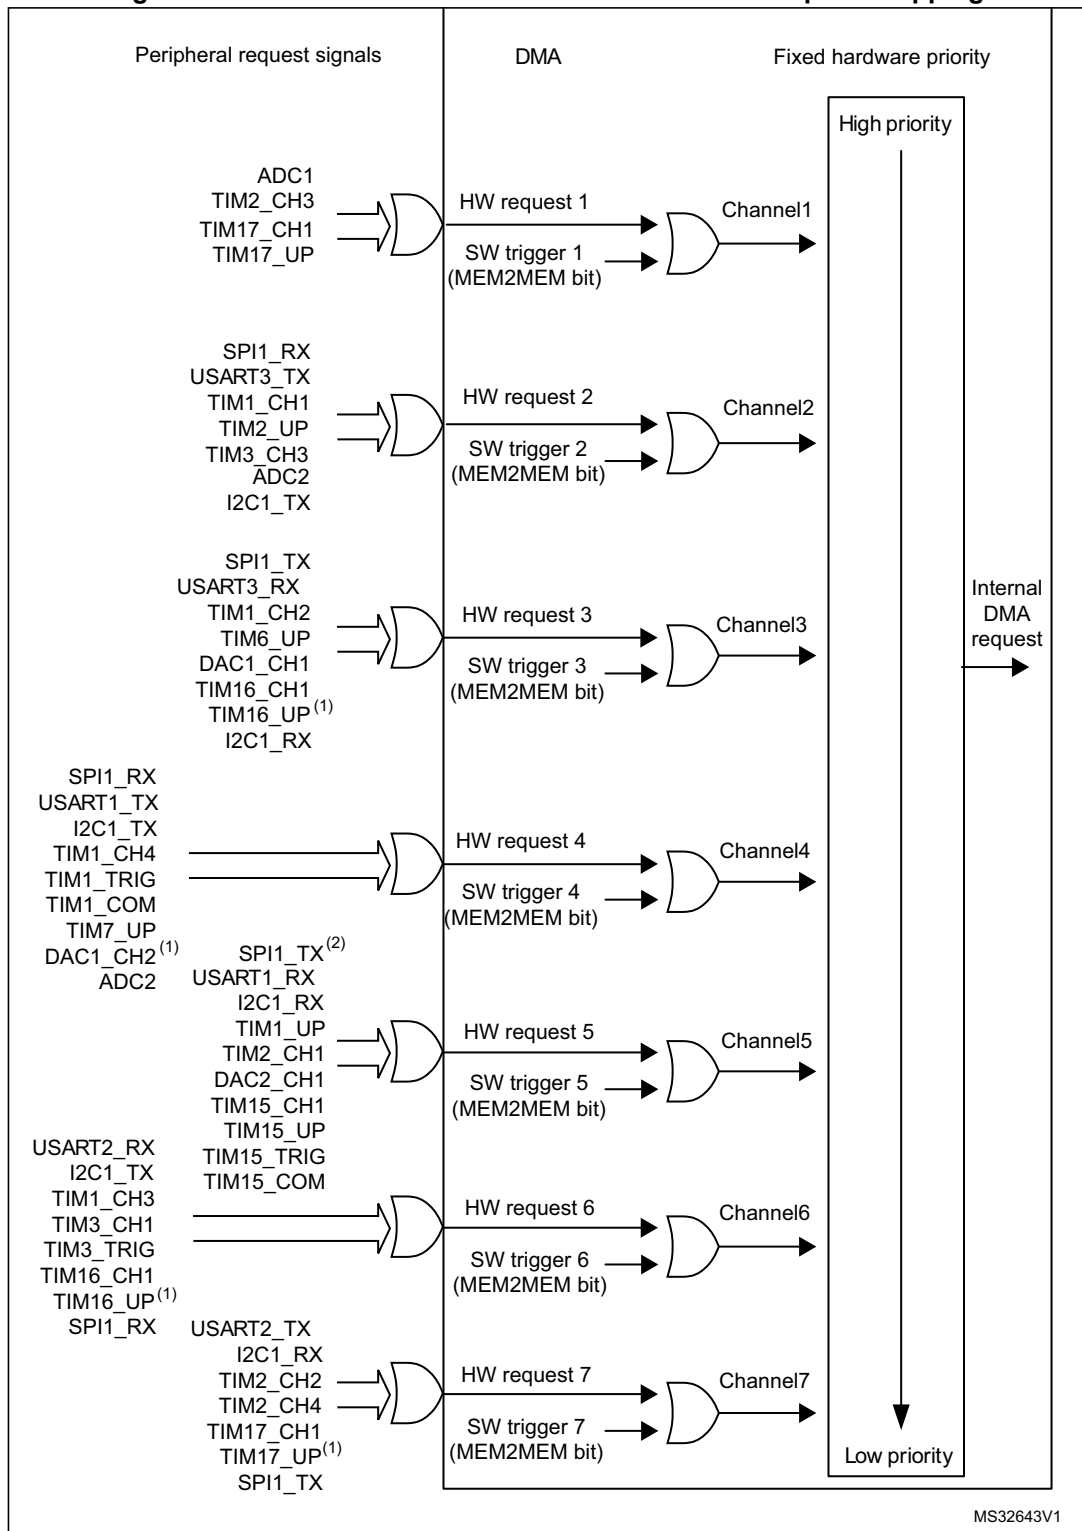 Peripheral request signals
DMA
Fixed hardware priority
High priority
ADC1
TIM2_CH3
TIM17_CH1
TIM17_UP
HW request 1
SW trigger 1
(MEM2MEM bit)
Channel1
SPI1_RX
USART3_TX
TIM1_CH1
TIM2_UP
TIM3_CH3
ADC2
I2C1_TX
HW request 2
SW trigger 2
(MEM2MEM bit)
Channel2
SPI1_TX
USART3_RX
TIM1_CH2
TIM6_UP
DAC1_CH1
TIM16_CH1
TIM16_UP(1)
I2C1_RX
HW request 3
SW trigger 3
(MEM2MEM bit)
Channel3
Internal
DMA
request
SPI1_RX
USART1_TX
I2C1_TX
TIM1_CH4
TIM1_TRIG
TIM1_COM
TIM7_UP
DAC1_CH2(1)
ADC2
HW request 4
SW trigger 4
(MEM2MEM bit)
Channel4
SPI1_TX(2)
USART1_RX
I2C1_RX
TIM1_UP
TIM2_CH1
DAC2_CH1
TIM15_CH1
TIM15_UP
TIM15_TRIG
TIM15_COM
HW request 5
SW trigger 5
(MEM2MEM bit)
Channel5
USART2_RX
I2C1_TX
TIM1_CH3
TIM3_CH1
TIM3_TRIG
TIM16_CH1
TIM16_UP(1)
SPI1_RX
HW request 6
SW trigger 6
(MEM2MEM bit)
Channel6
USART2_TX
I2C1_RX
TIM2_CH2
TIM2_CH4
TIM17_CH1
TIM17_UP(1)
SPI1_TX
HW request 7
SW trigger 7
(MEM2MEM bit)
Channel7
Low priority
MS32643V1